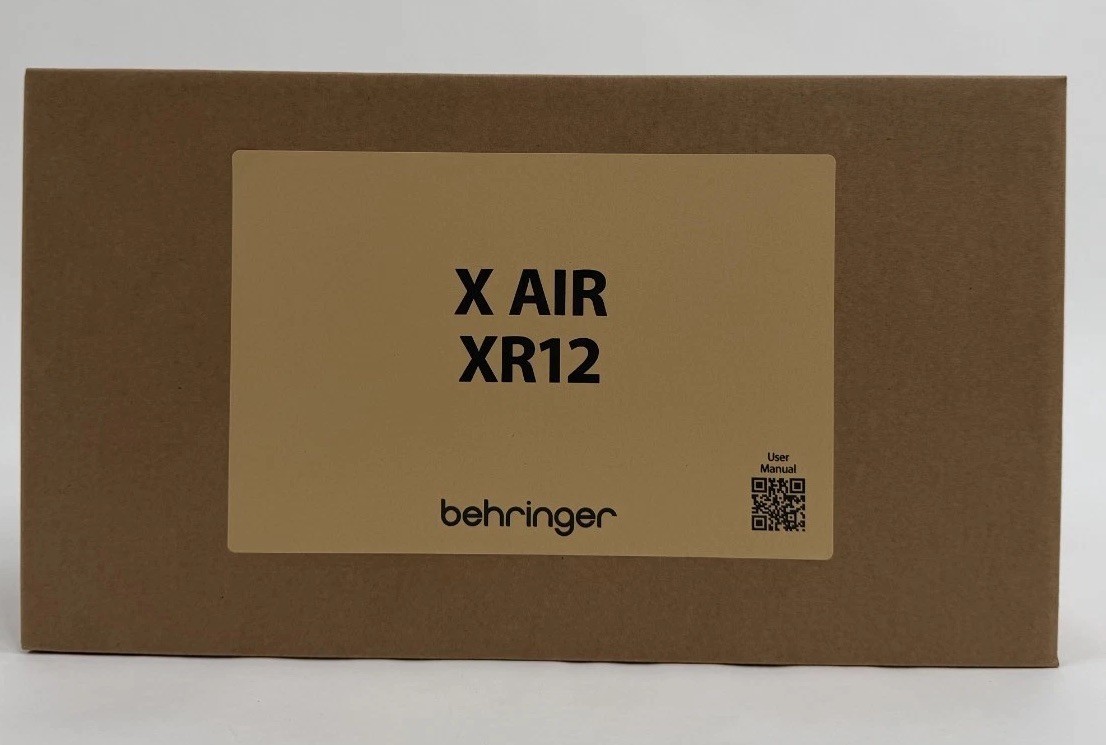 X AIR
XR12
User
Manual
behringer